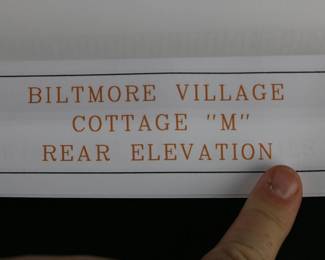 BILTMORE VILLAGE
COTTAGE "M"
REAR ELEVATION